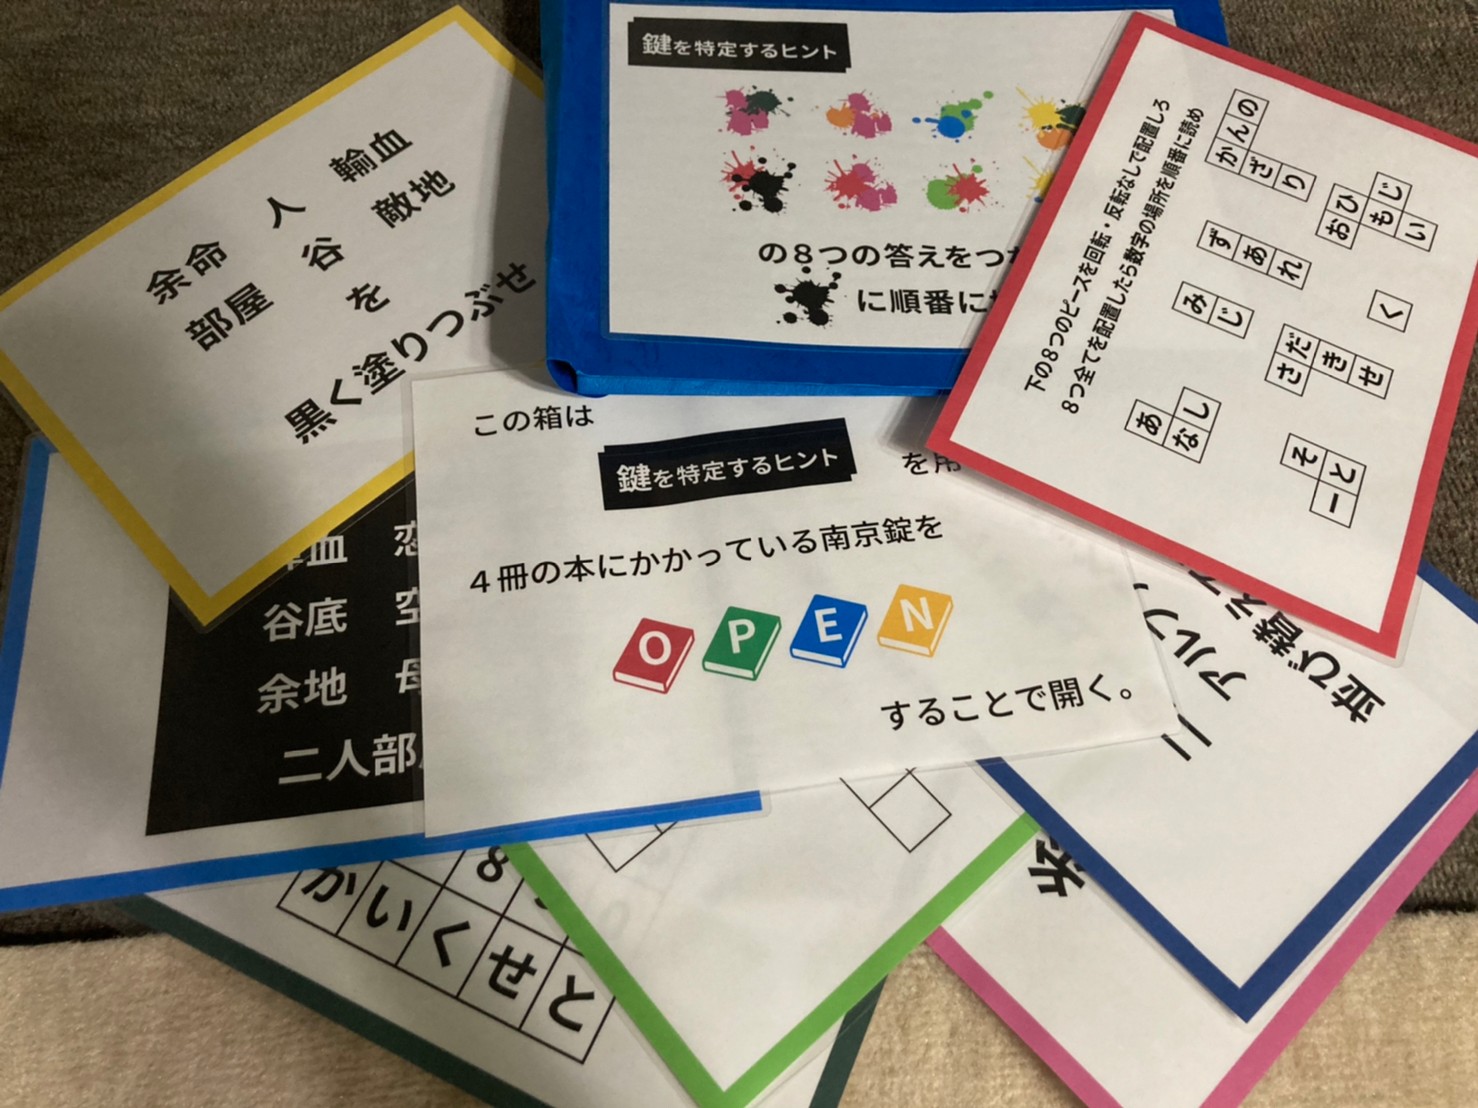 鍵を特定するヒント
の8つの答えをつ
に順番に
余命 人 輸血
部屋 谷 敵地
を
黒く塗りつぶせ
下の8つのピースを回転・反転なしで配置しろ
8つ全てを配置したら数字の場所を順番に読め
かんの
ざり
じ
おひもい
ずあれ
みじ
く
だ
さきせ
あ し
な
そと
ー
この箱は
鍵を特定するヒント
を用
4冊の本にかかっている南京錠を
O P E N
することで開く。
血 恋
谷底 空
余地 母
二人部
8
かいくせと
アルフ
並び替え